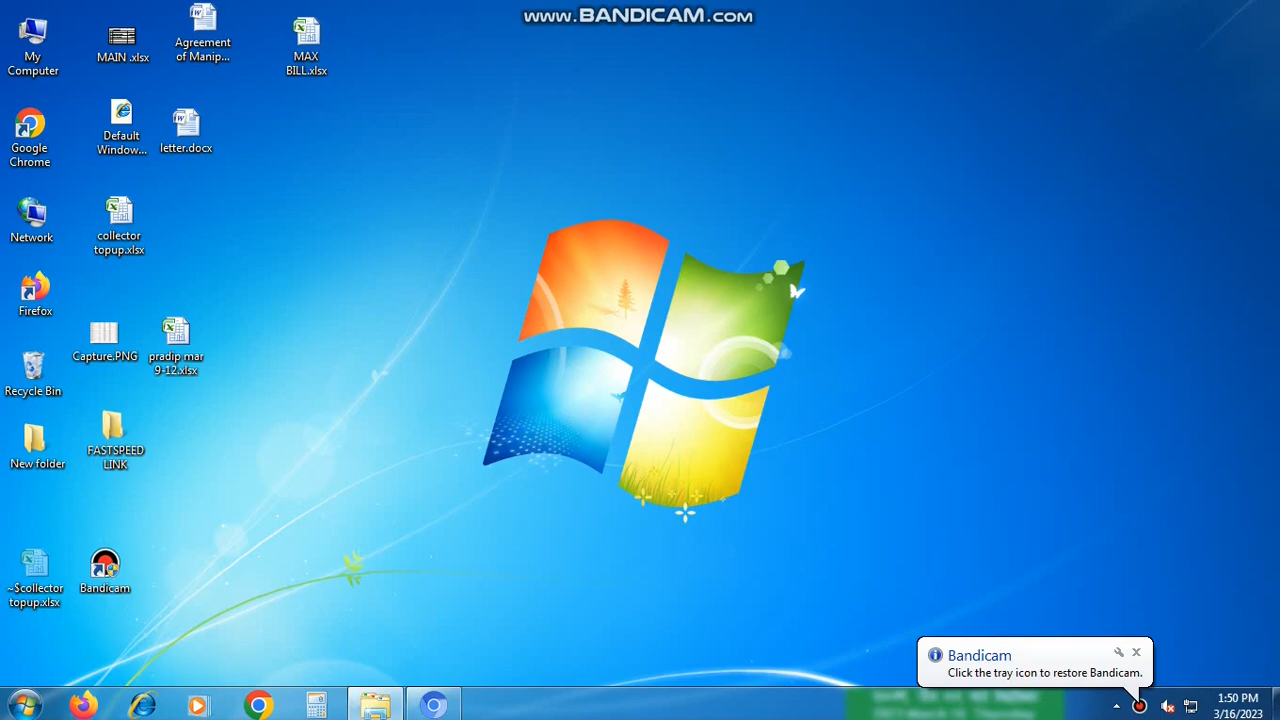 www.BANDICAM.com
My
Computer
MAIN .xlsx
Agreement
of Manip...
MAX
BILL.xlsx
Google
Chrome
Default
Window...
letter.docx
Network
collector
topup.xlsx
Firefox
Capture.PNG
pradip mar
9-12.xlsx
Recycle Bin
New folder
FASTSPEED
LINK
~$collector
topup.xlsx
Bandicam
Bandicam
Click the tray icon to restore Bandicam.
1:50 PM
3/16/2023